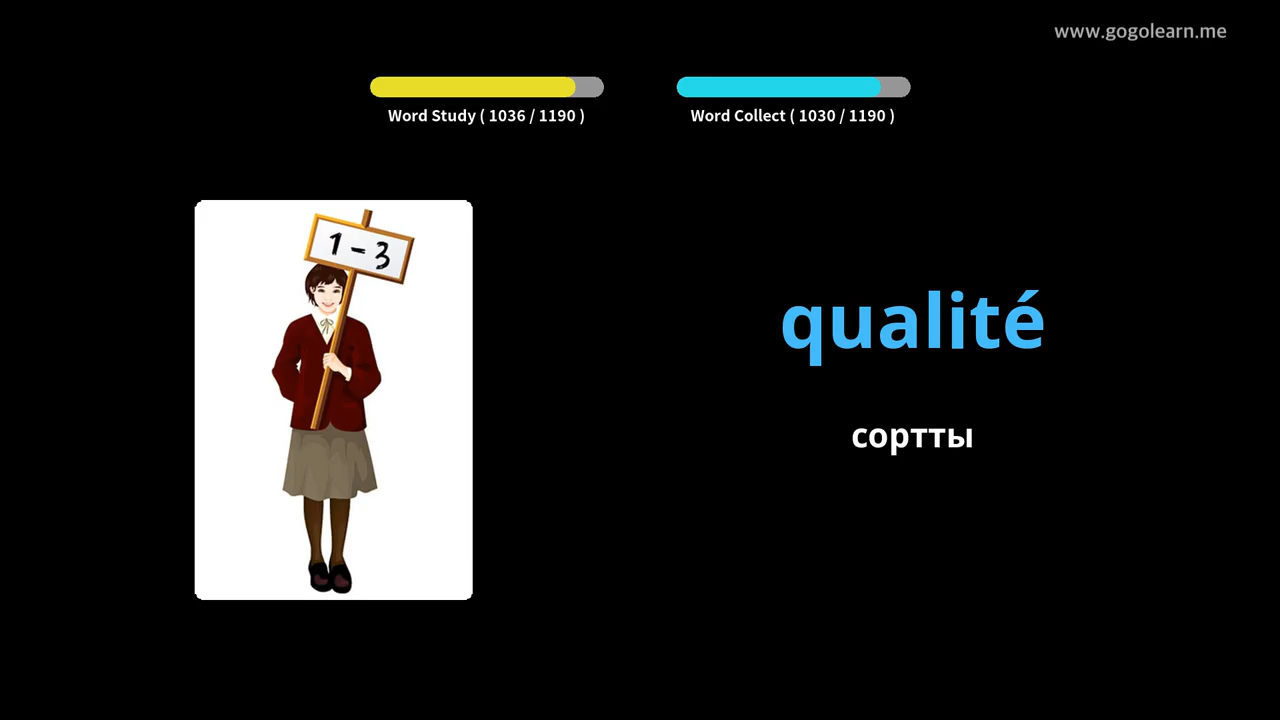 www.gogolearn.me
Word Study ( 1036 / 1190 )
Word Collect ( 1030 / 1190 )
1 - 3
qualité
сортты